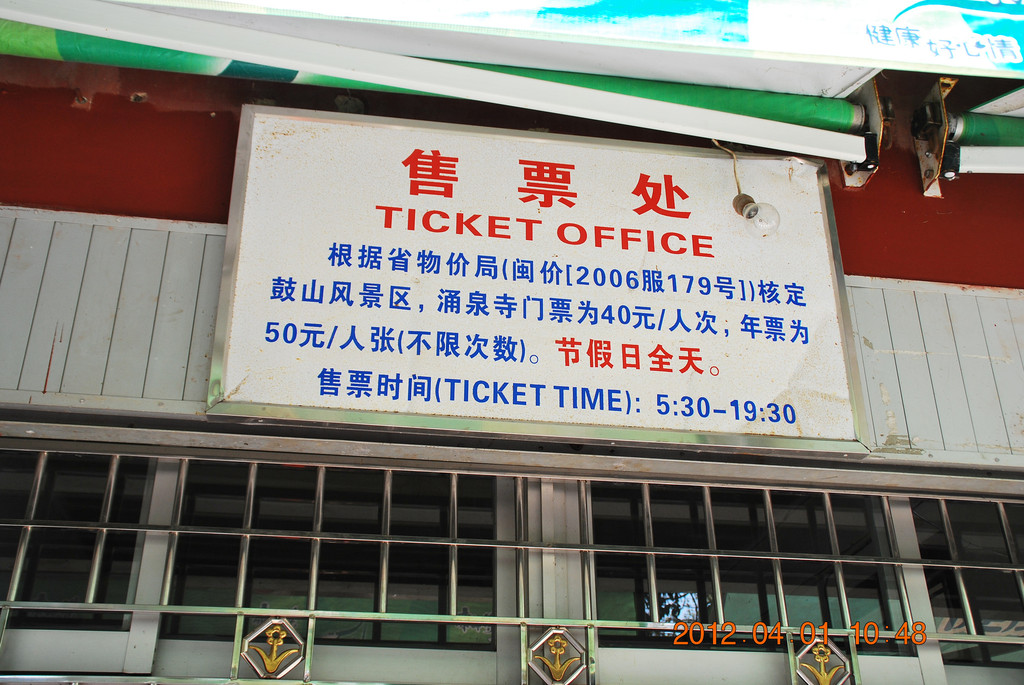 健康 好心情
售票处
TICKET OFFICE
根据省物价局(闽价[2006服179号])核定
鼓山风景区，涌泉寺门票为40元/人次；年票为
50元/人张(不限次数)。节假日全天。
售票时间(TICKET TIME): 5:30-19:30
2012.04.01 10:48